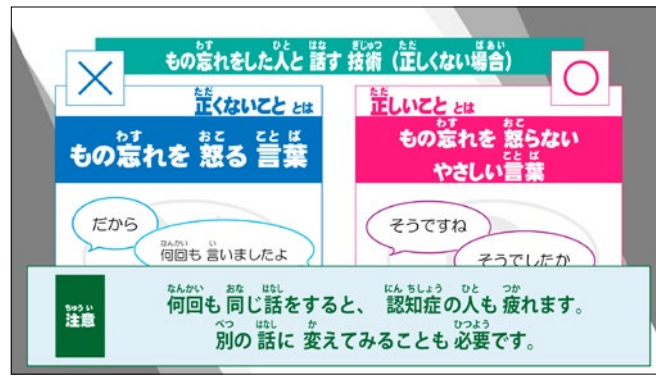 もの忘れをした人と 話す 技術（正しくない場合）
×
正くないこと とは
もの忘れを 怒る 言葉
だから
何回も 言いましたよ
○
正しいこと とは
もの忘れを 怒らない
やさしい言葉
そうですね
そうでしたか
注意
何回も 同じ話をすると、 認知症の人も 疲れます。
別の 話に 変えてみることも 必要です。